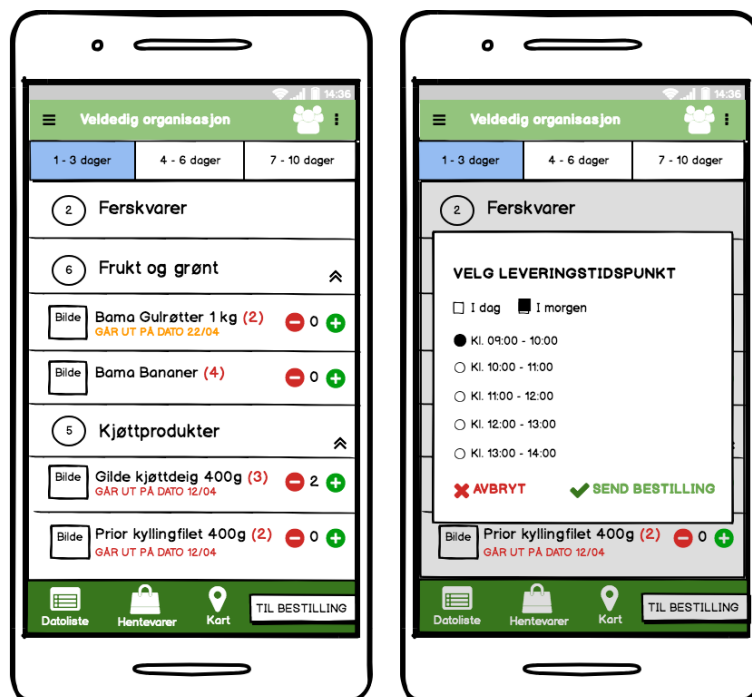 14:36
Veldedig organisasjon
1 - 3 dager
4 - 6 dager
7 - 10 dager
2 Ferskvarer
6 Frukt og grønt
Bilde Bama Gulrøtter 1 kg (2) 0
GÅR UT PÅ DATO 22/04
Bilde Bama Bananer (4) 0
5 Kjøttprodukter
Bilde Gilde kjøttdeig 400g (3) 2
GÅR UT PÅ DATO 12/04
Bilde Prior kyllingfilet 400g (2) 0
GÅR UT PÅ DATO 12/04
Datoliste
Hentevarer
Kart
TIL BESTILLING
14:36
Veldedig organisasjon
1 - 3 dager
4 - 6 dager
7 - 10 dager
2 Ferskvarer
VELG LEVERINGSTIDSPUNKT
I dag
I morgen
Kl. 09:00 - 10:00
Kl. 10:00 - 11:00
Kl. 11:00 - 12:00
Kl. 12:00 - 13:00
Kl. 13:00 - 14:00
AVBRYT
SEND BESTILLING
Bilde Prior kyllingfilet 400g (2) 0
GÅR UT PÅ DATO 12/04
Datoliste
Hentevarer
Kart
TIL BESTILLING